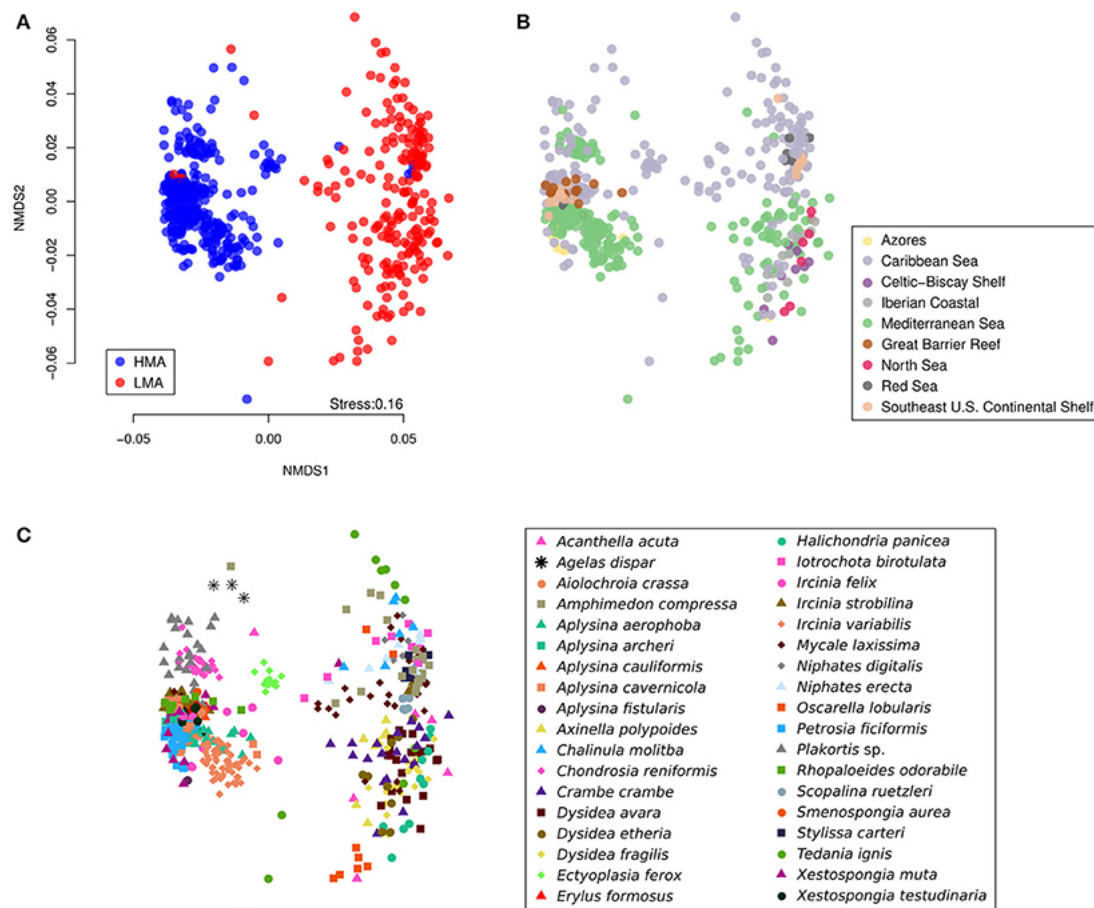 A
0.06
0.04
0.02
0.00
−0.02
−0.04
−0.06
NMDS2
HMA
LMA
Stress:0.16
−0.05
0.00
0.05
NMDS1
B
Azores
Caribbean Sea
Celtic−Biscay Shelf
Iberian Coastal
Mediterranean Sea
Great Barrier Reef
North Sea
Red Sea
Southeast U.S. Continental Shelf
C
Acanthella acuta
Agelas dispar
Aiolochroia crassa
Amphimedon compressa
Aplysina aerophoba
Aplysina archeri
Aplysina cauliformis
Aplysina cavernicola
Aplysina fistularis
Axinella polypoides
Chalinula molitba
Chondrosia reniformis
Crambe crambe
Dysidea avara
Dysidea etheria
Dysidea fragilis
Ectyoplasia ferox
Erylus formosus
Halichondria panicea
Iotrochota birotulata
Ircinia felix
Ircinia strobilina
Ircinia variabilis
Mycale laxissima
Niphates digitalis
Niphates erecta
Oscarella lobularis
Petrosia ficiformis
Plakortis sp.
Rhopaloeides odorabile
Scopalina ruetzleri
Smenospongia aurea
Stylissa carteri
Tedania ignis
Xestospongia muta
Xestospongia testudinaria